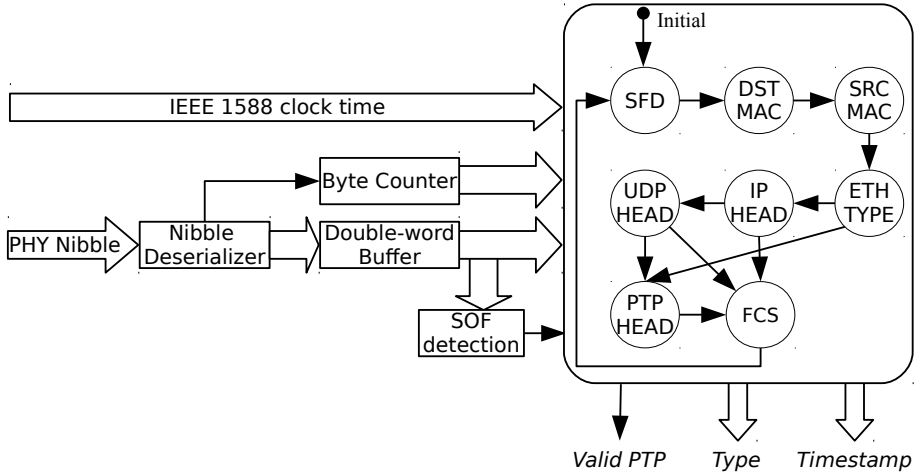 Initial
SFD
DST
MAC
SRC
MAC
IEEE 1588 clock time
Byte Counter
UDP
HEAD
IP
HEAD
ETH
TYPE
PHY Nibble
Nibble
Deserializer
Double-word
Buffer
PTP
HEAD
FCS
SOF
detection
Valid PTP
Type
Timestamp